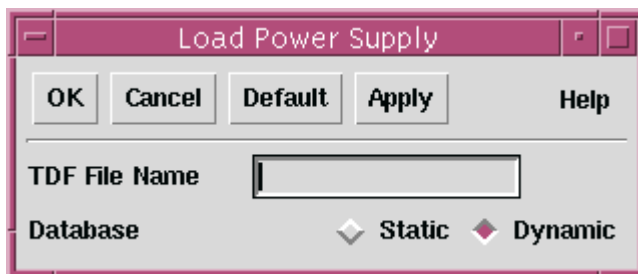 Load Power Supply
OK Cancel Default Apply Help
TDF File Name
Database Static Dynamic